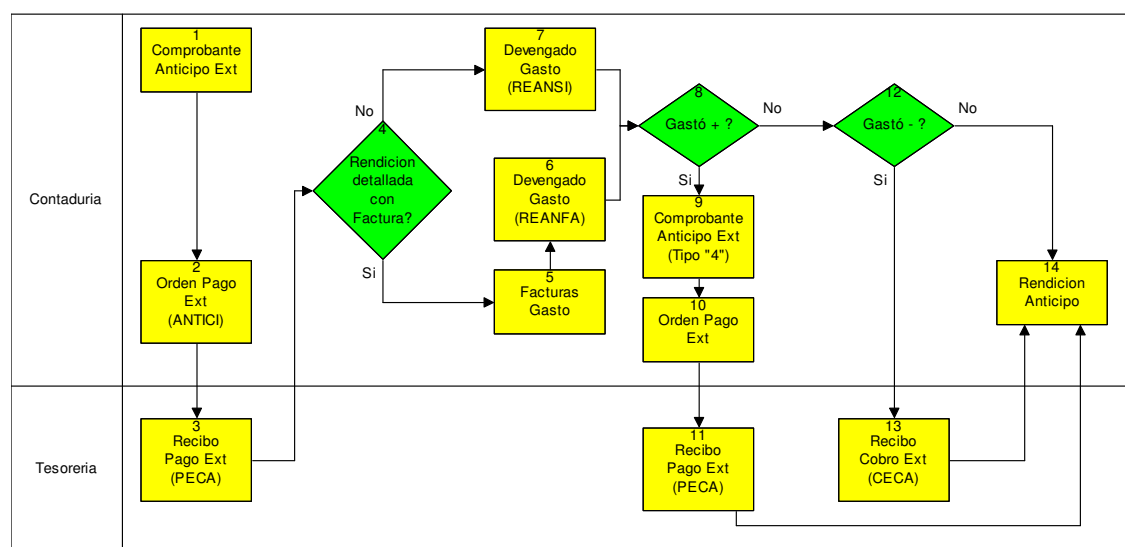 Contaduria
1
Comprobante
Anticipo Ext
2
Orden Pago
Ext
(ANTICI)
No
4
Rendicion
detallada
con
Factura?
Si
7
Devengado
Gasto
(REANSI)
6
Devengado
Gasto
(REANFA)
5
Facturas
Gasto
8
Gastó + ?
No
Si
9
Comprobante
Anticipo Ext
(Tipo "4")
10
Orden Pago
Ext
12
Gastó - ?
No
Si
14
Rendicion
Anticipo
Tesoreria
3
Recibo
Pago Ext
(PECA)
11
Recibo
Pago Ext
(PECA)
13
Recibo
Cobro Ext
(CECA)